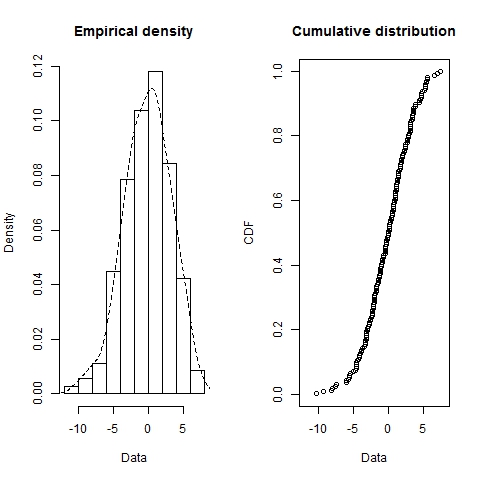 Empirical density
Density
0.00 0.02 0.04 0.06 0.08 0.10 0.12
-10 -5 0 5
Data
Cumulative distribution
CDF
0.0 0.2 0.4 0.6 0.8 1.0
-10 -5 0 5
Data